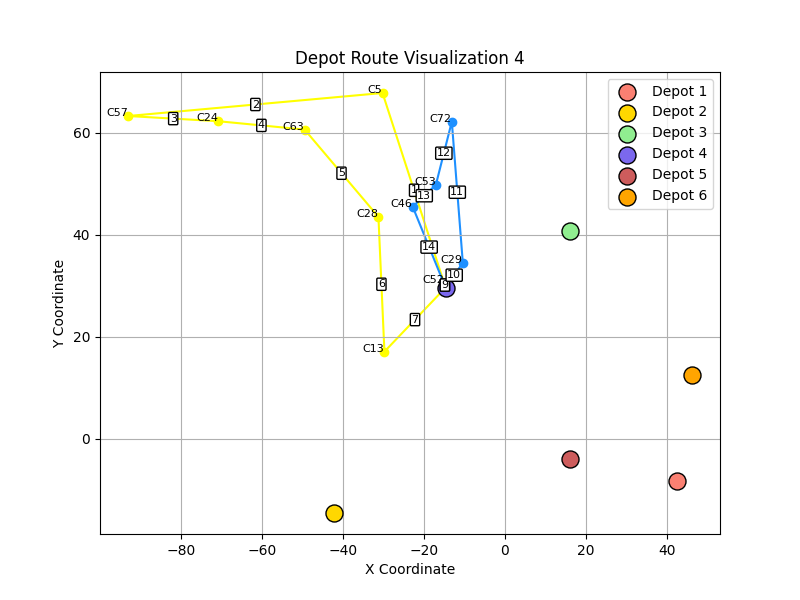 Depot Route Visualization 4
Depot 1
Depot 2
Depot 3
Depot 4
Depot 5
Depot 6
C5
2
C57
3
C24
4
C63
C72
12
5
C53
11
13
C46
C28
14
C29
10
9
6
7
C13
60
40
20
0
Y Coordinate
−80
−60
−40
−20
0
20
40
X Coordinate